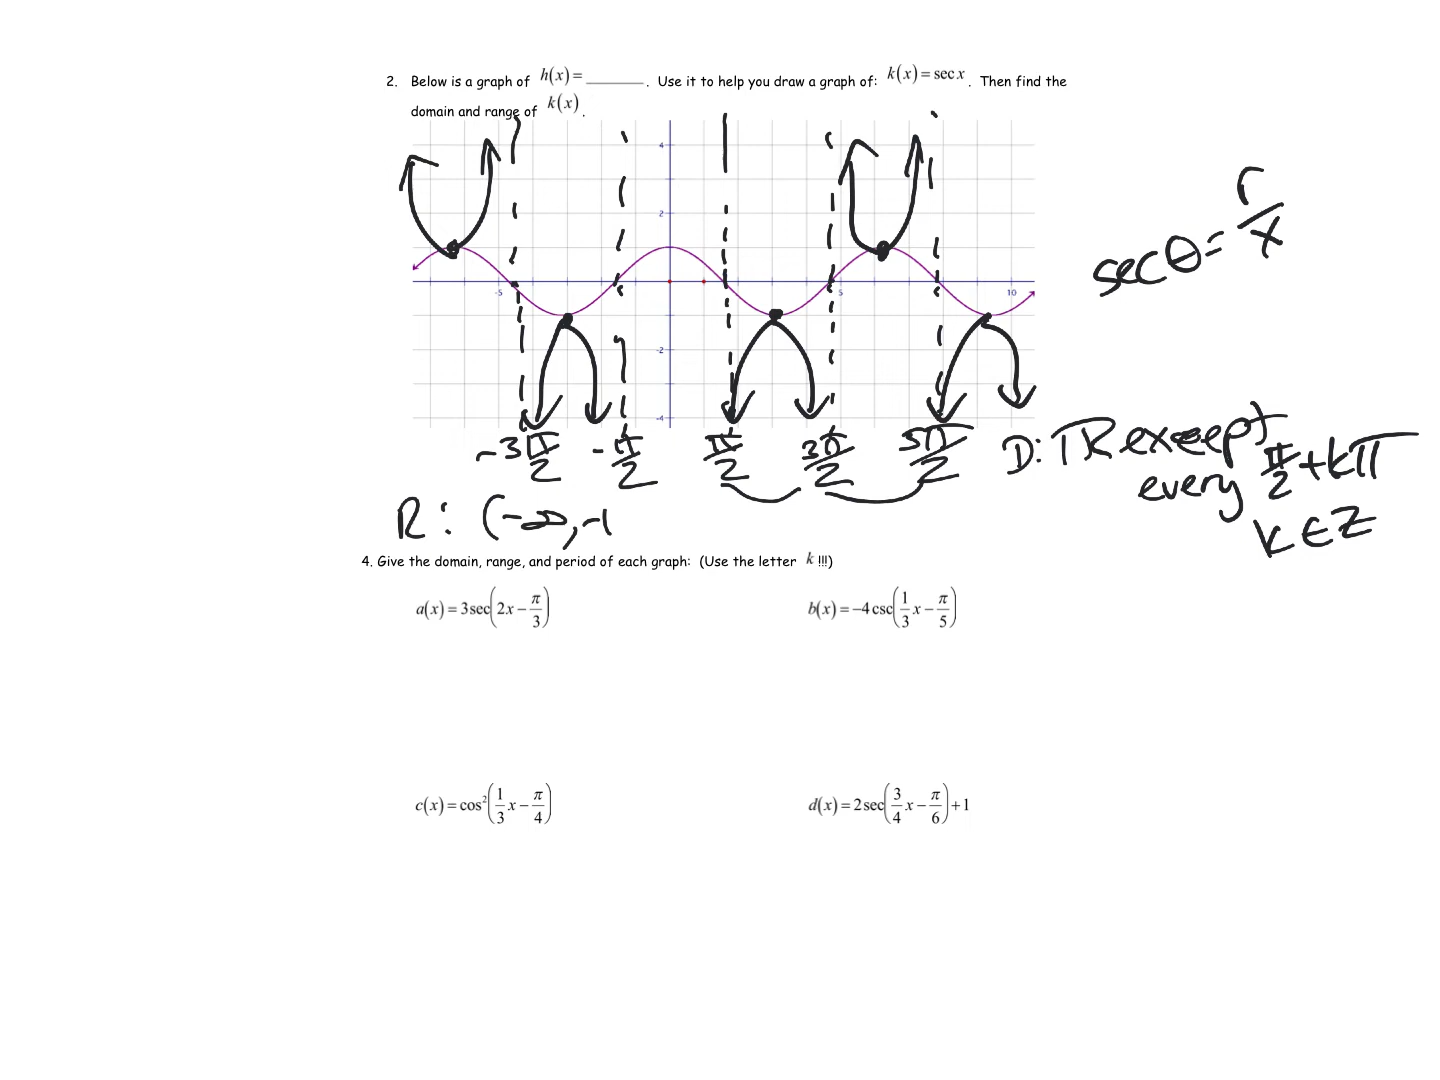 2. Below is a graph of h(x)=______. Use it to help you draw a graph of: k(x)=sec x. Then find the
domain and range of k(x).
4
2
-5
5
10
-2
-4
sec θ = r/x
-3π/2 -π/2 π/2 3π/2 5π/2
D: ℝ except
every π/2 + kπ
k ∈ Z
R: (-∞, -1
4. Give the domain, range, and period of each graph: (Use the letter k !!!)
a(x)=3sec(2x-π/3) b(x)=-4csc(1/3 x-π/5)
c(x)=cos²(1/3 x-π/4) d(x)=2sec(3/4 x-π/6)+1